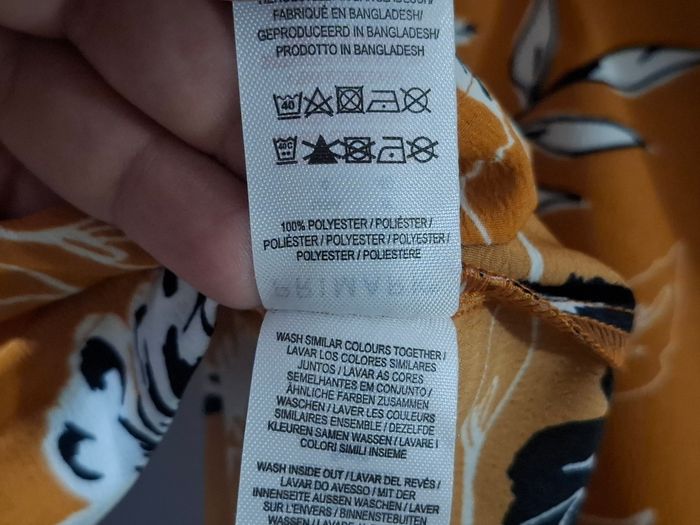 FABRIQUÉ EN BANGLADESH/
GEPRODUCEERD IN BANGLADESH/
PRODOTTO IN BANGLADESH
40
40C
100% POLYESTER / POLIÉSTER /
POLIÉSTER / POLYESTER / POLYESTER /
POLYESTER / POLIESTERE
WASH SIMILAR COLOURS TOGETHER /
LAVAR LOS COLORES SIMILARES
JUNTOS / LAVAR AS CORES
SEMELHANTES EM CONJUNTO /
ÄHNLICHE FARBEN ZUSAMMEN
WASCHEN / LAVER LES COULEURS
SIMILAIRES ENSEMBLE / DEZELFDE
KLEUREN SAMEN WASSEN / LAVARE I
COLORI SIMILI INSIEME
WASH INSIDE OUT / LAVAR DEL REVÉS /
LAVAR DO AVESSO / MIT DER
INNENSEITE AUSSEN WASCHEN / LAVER
SUR L'ENVERS / BINNENSTEBUITEN
WASSEN /